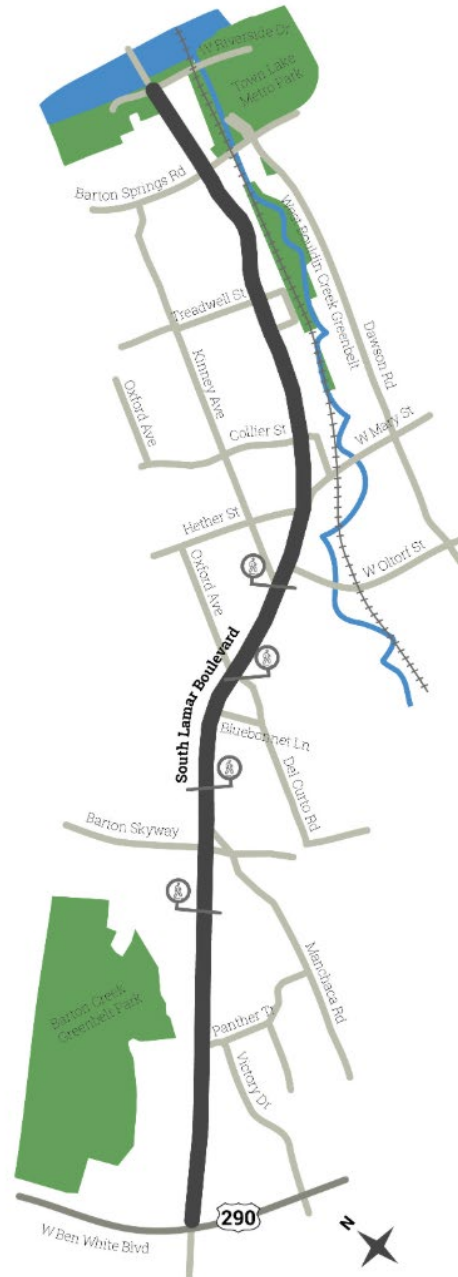 W Riverside Dr
Town Lake
Metro Park
Barton Springs Rd
West Bouldin Creek Greenbelt
Treadwell St
Dawson Rd
Kinney Ave
Oxford Ave
Collier St
W Mary St
Hether St
W Oltorf St
Oxford Ave
South Lamar Boulevard
Bluebonnet Ln
Del Curto Rd
Barton Skyway
Manchaca Rd
Barton Creek
Greenbelt Park
Panther Tr
Victory Dr
290
W Ben White Blvd
N